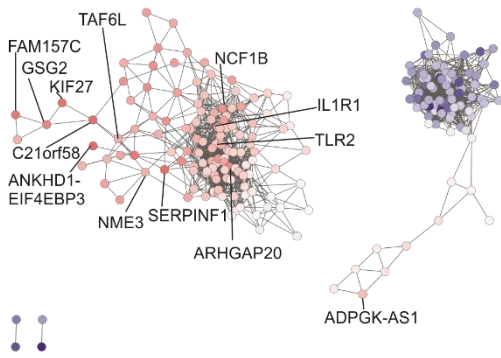 TAF6L
FAM157C
GSG2
KIF27
NCF1B
IL1R1
TLR2
C21orf58
ANKHD1-
EIF4EBP3
NME3
SERPINF1
ARHGAP20
ADPGK-AS1